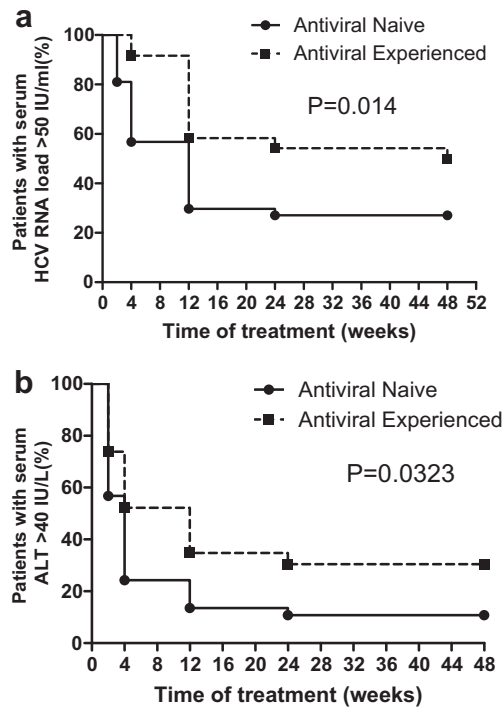 a
Antiviral Naive
Antiviral Experienced
P=0.014
Patients with serum
HCV RNA load >50 IU/ml(%)
100
80
60
40
20
0
0 4 8 12 16 20 24 28 32 36 40 44 48 52
Time of treatment (weeks)
b
Antiviral Naive
Antiviral Experienced
P=0.0323
Patients with serum
ALT >40 IU/L(%)
100
80
60
40
20
0
0 4 8 12 16 20 24 28 32 36 40 44 48
Time of treatment (weeks)